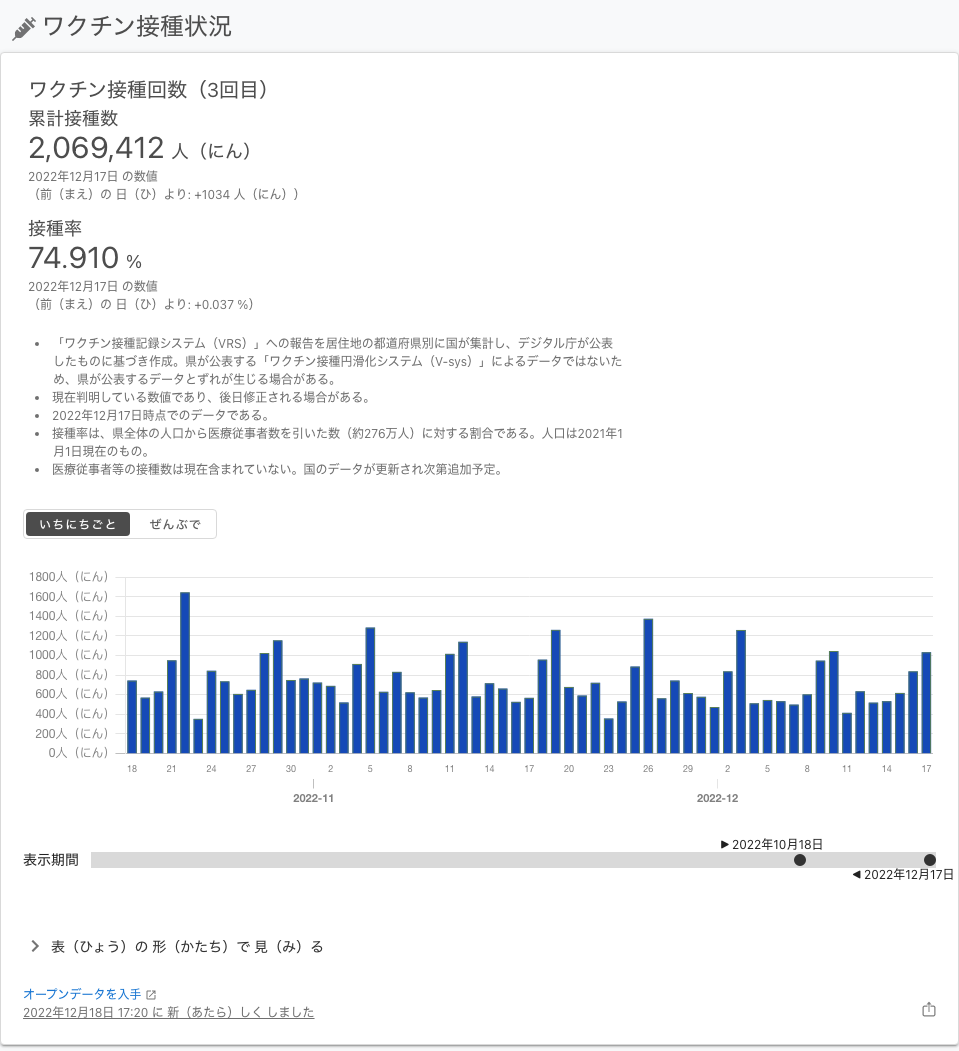 ワクチン接種状況
ワクチン接種回数（3回目）
累計接種数
2,069,412 人（にん）
2022年12月17日 の数値
（前（まえ）の 日（ひ）より: +1034 人（にん））
接種率
74.910 %
2022年12月17日 の数値
（前（まえ）の 日（ひ）より: +0.037 %）
• 「ワクチン接種記録システム（VRS）」への報告を居住地の都道府県別に国が集計し、デジタル庁が公表
したものに基づき作成。県が公表する「ワクチン接種円滑化システム（V-sys）」によるデータではないた
め、県が公表するデータとずれが生じる場合がある。
• 現在判明している数値であり、後日修正される場合がある。
• 2022年12月17日時点でのデータである。
• 接種率は、県全体の人口から医療従事者数を引いた数（約276万人）に対する割合である。人口は2021年1
月1日現在のもの。
• 医療従事者等の接種数は現在含まれていない。国のデータが更新され次第追加予定。
いちにちごと ぜんぶで
1800人（にん）
1600人（にん）
1400人（にん）
1200人（にん）
1000人（にん）
800人（にん）
600人（にん）
400人（にん）
200人（にん）
0人（にん）
18 21 24 27 30 2 5 8 11 14 17 20 23 26 29 2 5 8 11 14 17
2022-11 2022-12
▶ 2022年10月18日
表示期間
◀ 2022年12月17日
表（ひょう）の 形（かたち）で 見（み）る
オープンデータを入手
2022年12月18日 17:20 に 新（あたら）しく しました